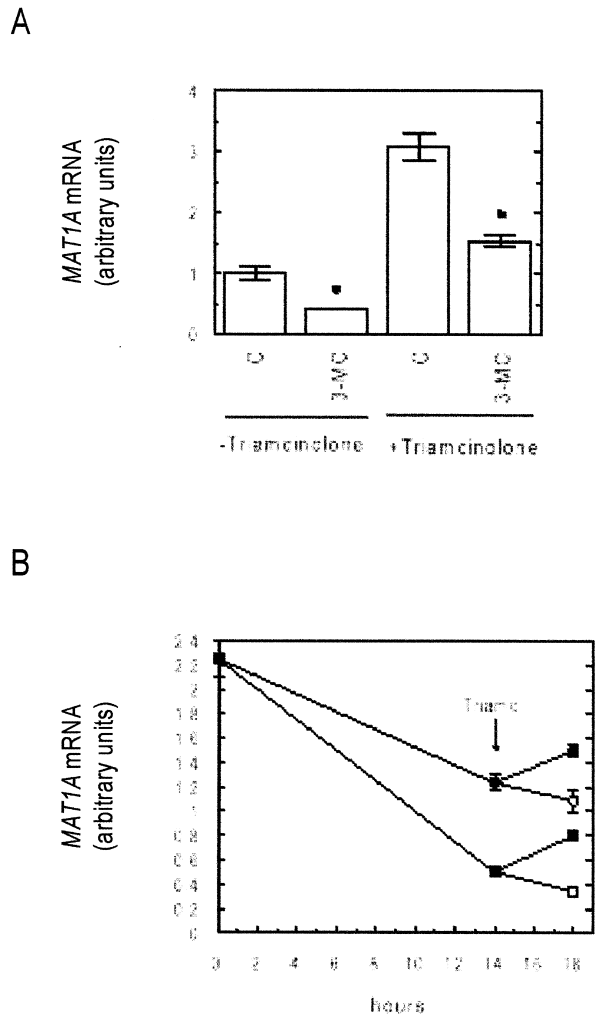 A
MAT1A mRNA
(arbitrary units)
4
3
2
1
0
C
3-MC
C
3-MC
-Triamcinolone
+Triamcinolone
B
MAT1A mRNA
(arbitrary units)
2.4
2.2
2
1.8
1.6
1.4
1.2
1
0.8
0.6
0.4
0.2
0
Triamc
0 2 4 6 8 10 12 14 16 18
hours